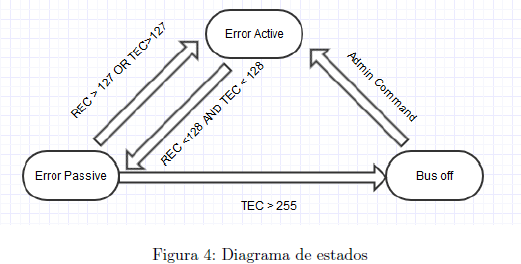 Error Active
REC > 127 OR TEC>127
REC <128 AND TEC < 128
Admin Command
Error Passive
Bus off
TEC > 255
Figura 4: Diagrama de estados